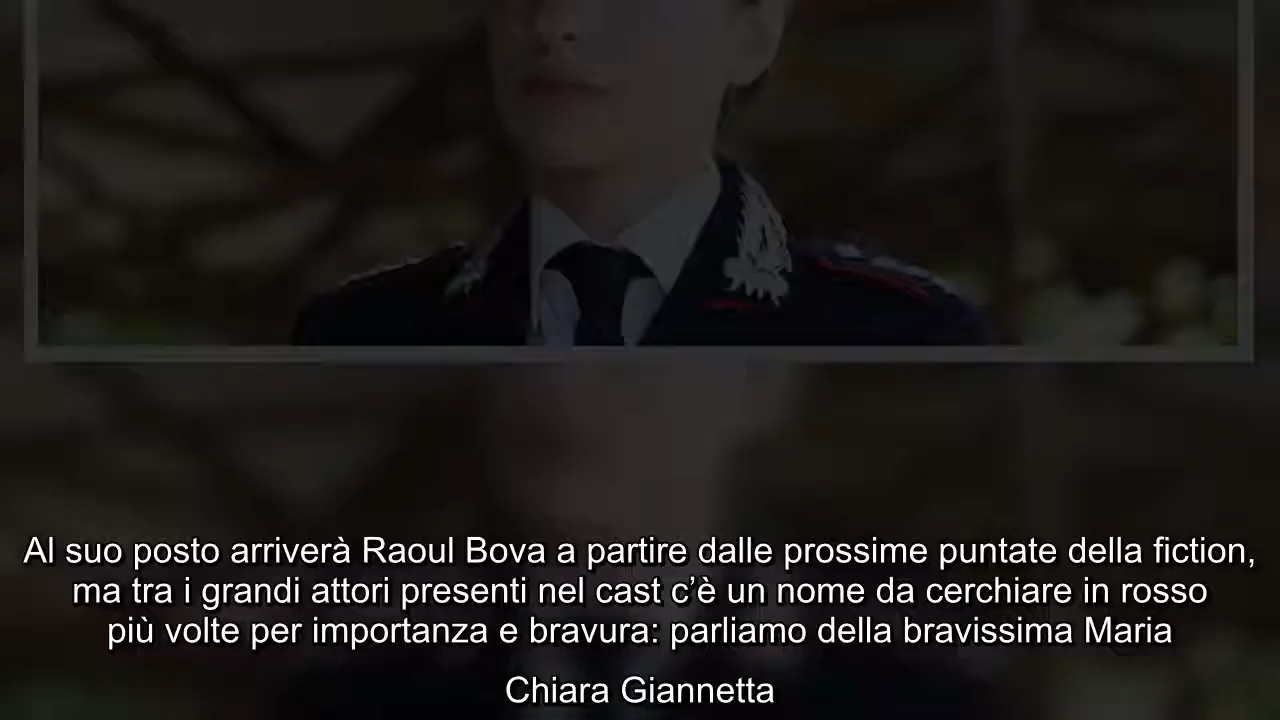 Al suo posto arriverà Raoul Bova a partire dalle prossime puntate della fiction,
ma tra i grandi attori presenti nel cast c’è un nome da cerchiare in rosso
più volte per importanza e bravura: parliamo della bravissima Maria
Chiara Giannetta